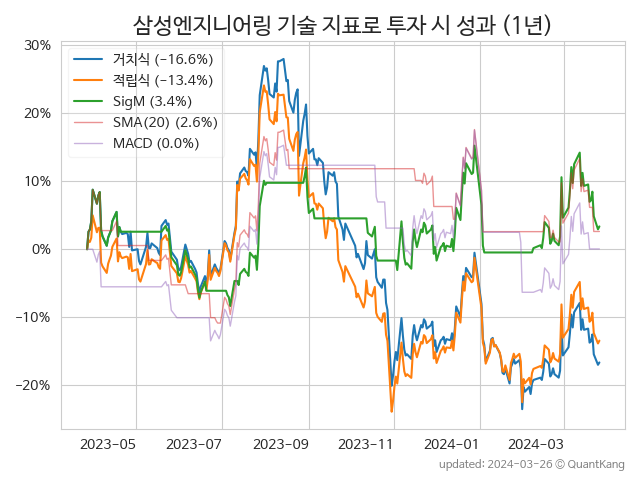 삼성엔지니어링 기술 지표로 투자 시 성과 (1년)
30%
20%
10%
0%
−10%
−20%
거치식 (−16.6%)
적립식 (−13.4%)
SigM (3.4%)
SMA(20) (2.6%)
MACD (0.0%)
2023-05 2023-07 2023-09 2023-11 2024-01 2024-03
updated: 2024-03-26 © QuantKang